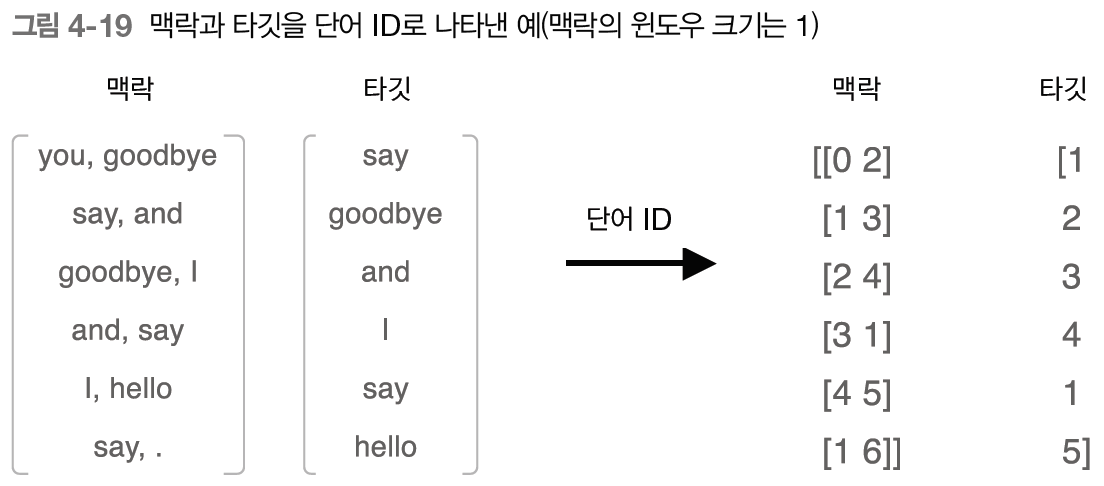 그림 4-19 맥락과 타깃을 단어 ID로 나타낸 예(맥락의 윈도우 크기는 1)
맥락 타깃 맥락 타깃
you, goodbye say [[0 2] [1
say, and goodbye 단어 ID [1 3] 2
goodbye, I and [2 4] 3
and, say I [3 1] 4
I, hello say [4 5] 1
say, . hello [1 6]] 5]